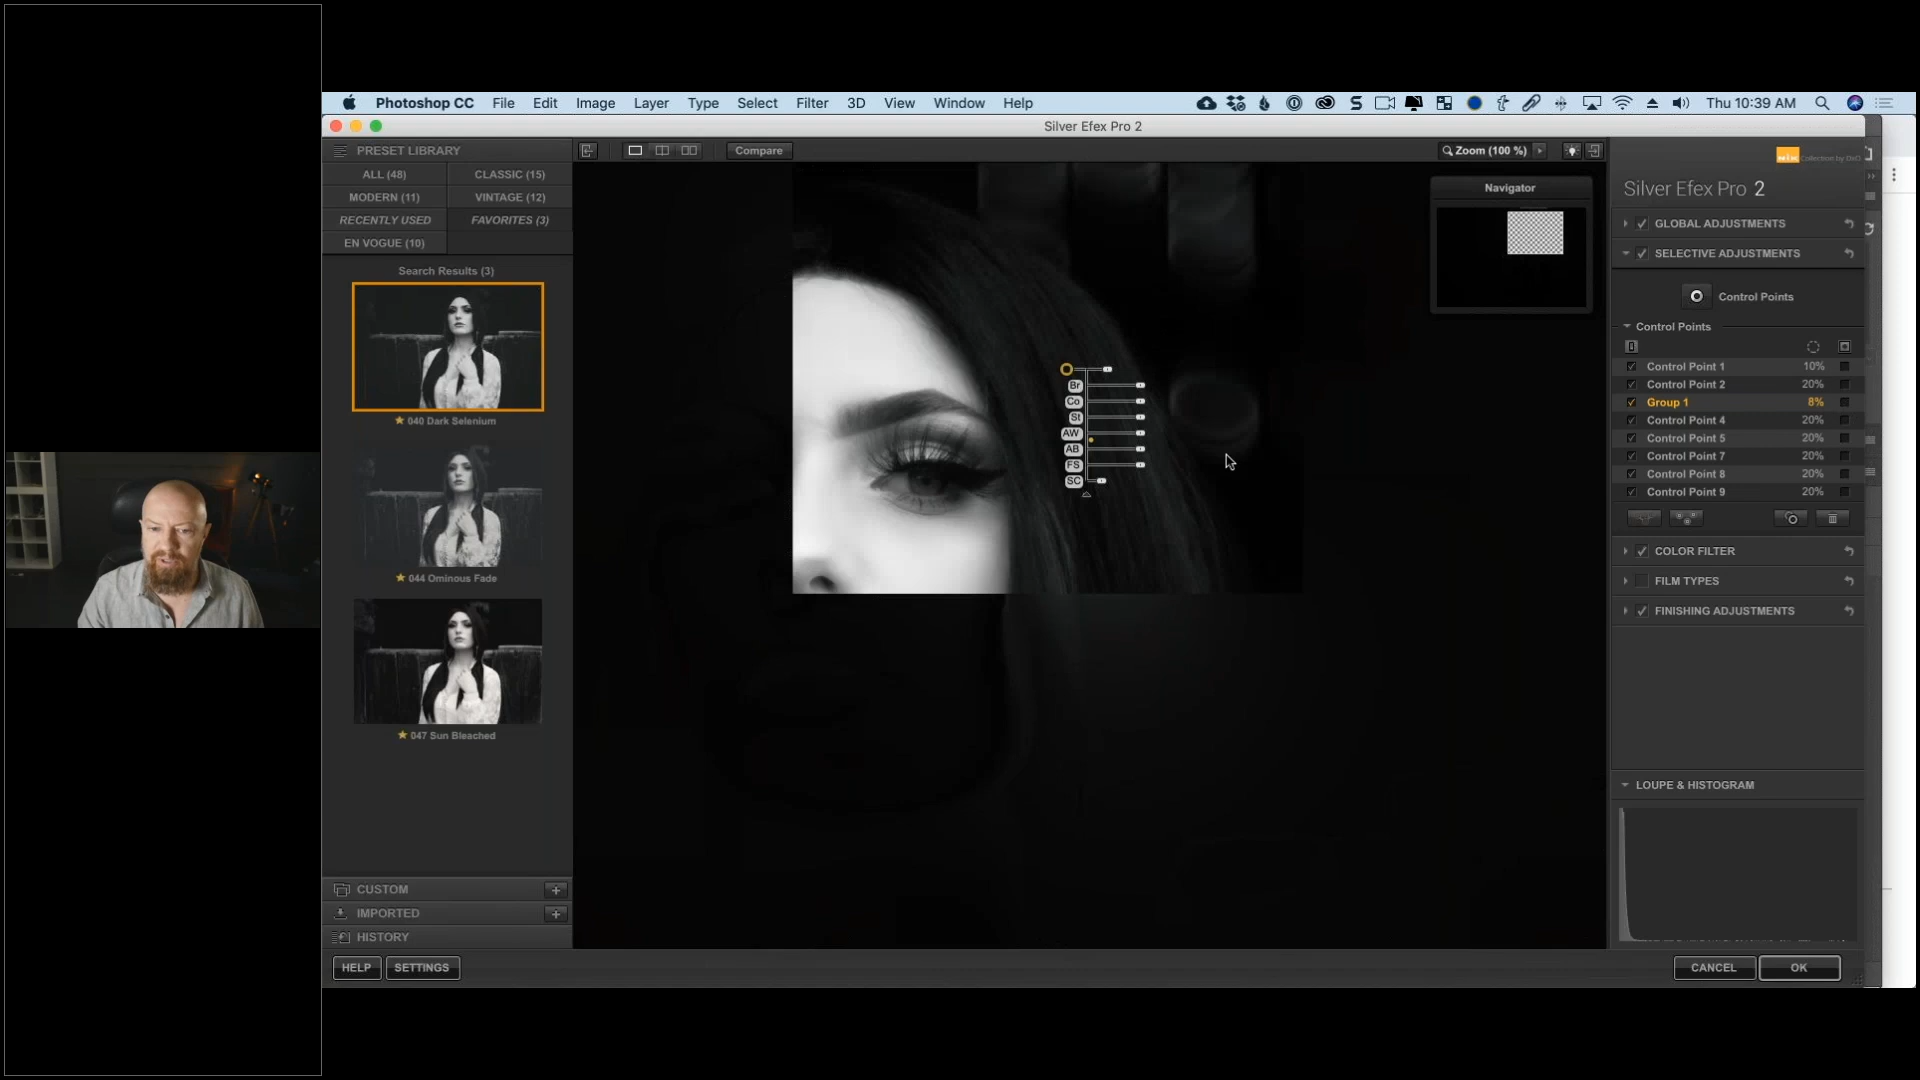 Photoshop CC File Edit Image Layer Type Select Filter 3D View Window Help Thu 10:39 AM
Silver Efex Pro 2
PRESET LIBRARY
ALL (48) CLASSIC (15)
MODERN (11) VINTAGE (12)
RECENTLY USED FAVORITES (3)
EN VOGUE (10)
Search Results (3)
040 Dark Selenium
044 Ominous Fade
047 Sun Bleached
CUSTOM
IMPORTED
HISTORY
HELP SETTINGS
Compare
Zoom (100 %)
Navigator
Br
Co
St
AW
AB
FS
SC
Collection by DxO
Silver Efex Pro 2
GLOBAL ADJUSTMENTS
SELECTIVE ADJUSTMENTS
Control Points
Control Points
Control Point 1 10%
Control Point 2 20%
Group 1 8%
Control Point 4 20%
Control Point 5 20%
Control Point 7 20%
Control Point 8 20%
Control Point 9 20%
COLOR FILTER
FILM TYPES
FINISHING ADJUSTMENTS
LOUPE & HISTOGRAM
CANCEL OK